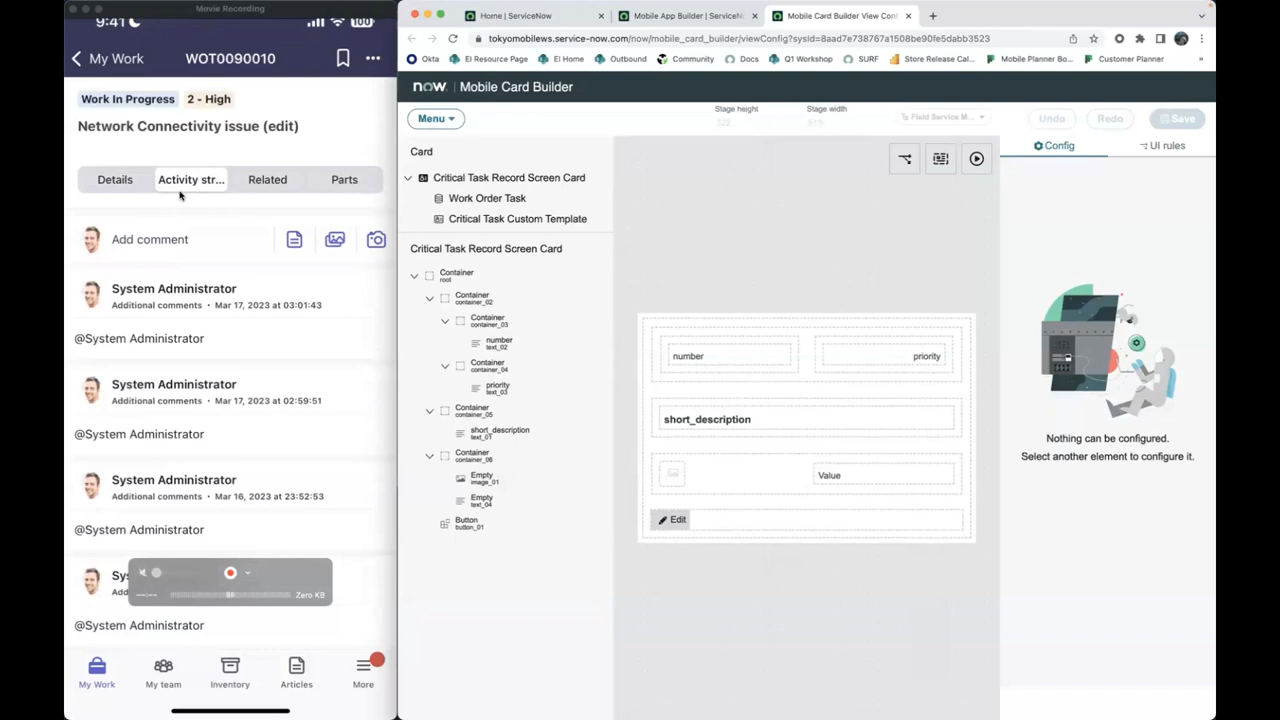 Movie Recording
9:41
100
My Work
WOT0090010
Work In Progress
2 - High
Network Connectivity issue (edit)
Details
Activity str...
Related
Parts
Add comment
System Administrator
Additional comments • Mar 17, 2023 at 03:01:43
@System Administrator
System Administrator
Additional comments • Mar 17, 2023 at 02:59:51
@System Administrator
System Administrator
Additional comments • Mar 16, 2023 at 23:52:53
@System Administrator
Sys
Ad
--:--
Zero KB
@System Administrator
My Work
My team
Inventory
Articles
More
Home | ServiceNow
Mobile App Builder | ServiceN
Mobile Card Builder View Con
tokyomobilews.service-now.com/now/mobile_card_builder/viewConfig?sysId=8aad7e738767a1508be90fe5dabb3523
Okta
EI Resource Page
EI Home
Outbound
Community
Docs
Q1 Workshop
SURF
Store Release Cal...
Mobile Planner Bo...
Customer Planner
»
now. Mobile Card Builder
Menu
Stage height
322
Stage width
Field Service M...
Undo
Redo
Save
Config
UI rules
Card
Critical Task Record Screen Card
Work Order Task
Critical Task Custom Template
Critical Task Record Screen Card
Container
root
Container
container_02
Container
container_03
number
text_02
Container
container_04
priority
text_03
Container
container_05
short_description
text_01
Container
container_06
Empty
image_01
Empty
text_04
Button
button_01
number
priority
short_description
Value
Edit
Nothing can be configured.
Select another element to configure it.